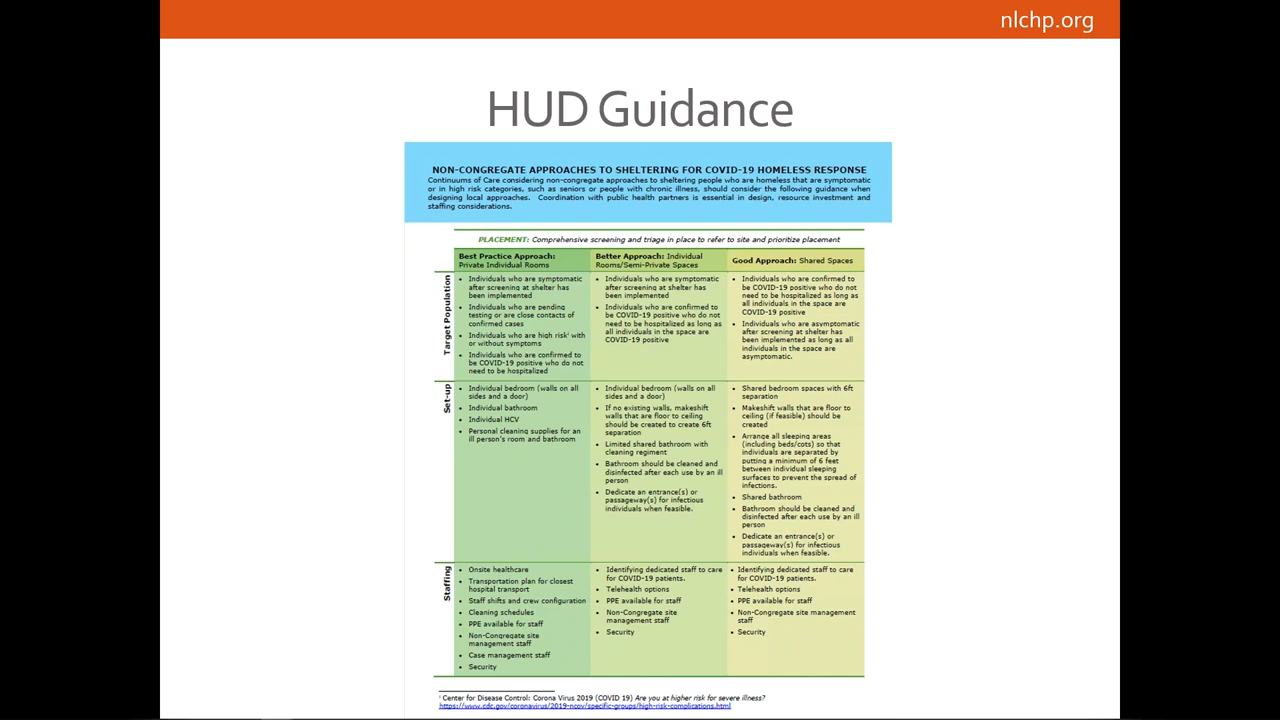 nlchp.org
HUD Guidance
NON-CONGREGATE APPROACHES TO SHELTERING FOR COVID-19 HOMELESS RESPONSE
Continuums of Care considering non-congregate approaches to sheltering people who are homeless that are symptomatic
or in high risk categories, such as seniors or people with chronic illness, should consider the following guidance when
designing local approaches. Coordination with public health partners is essential in design, resource investment and
staffing considerations.
PLACEMENT: Comprehensive screening and triage in place to refer to site and prioritize placement
Best Practice Approach:
Private Individual Rooms
Better Approach: Individual
Rooms/Semi-Private Spaces
Good Approach: Shared Spaces
Target Population
• Individuals who are symptomatic
after screening at shelter has
been implemented
• Individuals who are pending
testing or are close contacts of
confirmed cases
• Individuals who are high risk¹ with
or without symptoms
• Individuals who are confirmed to
be COVID-19 positive who do not
need to be hospitalized
• Individuals who are symptomatic
after screening at shelter has
been implemented
• Individuals who are confirmed to
be COVID-19 positive who do not
need to be hospitalized as long as
all individuals in the space are
COVID-19 positive
• Individuals who are confirmed to
be COVID-19 positive who do not
need to be hospitalized as long as
all individuals in the space are
COVID-19 positive
• Individuals who are asymptomatic
after screening at shelter has
been implemented as long as all
individuals in the space are
asymptomatic.
Set-up
• Individual bedroom (walls on all
sides and a door)
• Individual bathroom
• Individual HCV
• Personal cleaning supplies for an
ill person's room and bathroom
• Individual bedroom (walls on all
sides and a door)
• If no existing walls, makeshift
walls that are floor to ceiling
should be created to create 6ft
separation
• Limited shared bathroom with
cleaning regiment
• Bathroom should be cleaned and
disinfected after each use by an ill
person
• Dedicate an entrance(s) or
passageway(s) for infectious
individuals when feasible.
• Shared bedroom spaces with 6ft
separation
• Makeshift walls that are floor to
ceiling (if feasible) should be
created
• Arrange all sleeping areas
(including beds/cots) so that
individuals are separated by
putting a minimum of 6 feet
between individual sleeping
surfaces to prevent the spread of
infections.
• Shared bathroom
• Bathroom should be cleaned and
disinfected after each use by an ill
person
• Dedicate an entrance(s) or
passageway(s) for infectious
individuals when feasible.
Staffing
• Onsite healthcare
• Transportation plan for closest
hospital transport
• Staff shifts and crew configuration
• Cleaning schedules
• PPE available for staff
• Non-Congregate site
management staff
• Case management staff
• Security
• Identifying dedicated staff to care
for COVID-19 patients.
• Telehealth options
• PPE available for staff
• Non-Congregate site
management staff
• Security
• Identifying dedicated staff to care
for COVID-19 patients.
• Telehealth options
• PPE available for staff
• Non-Congregate site management
staff
• Security
¹ Center for Disease Control: Corona Virus 2019 (COVID 19) Are you at higher risk for severe illness?
https://www.cdc.gov/coronavirus/2019-ncov/specific-groups/high-risk-complications.html